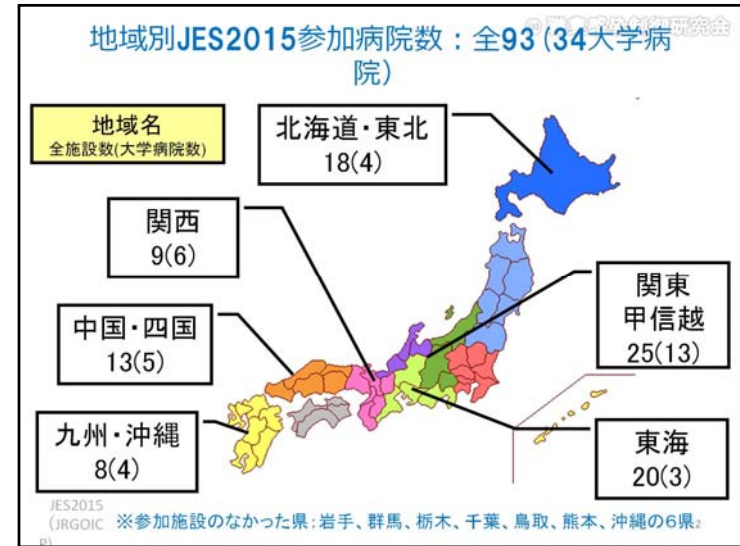 地域別JES2015参加病院数：全93(34大学病
院)
地域名
全施設数(大学病院数)
北海道・東北
18(4)
関西
9(6)
関東
甲信越
25(13)
中国・四国
13(5)
九州・沖縄
8(4)
東海
20(3)
JES2015
(JRGOIC
P)
※参加施設のなかった県：岩手、群馬、栃木、千葉、鳥取、熊本、沖縄の6県
2